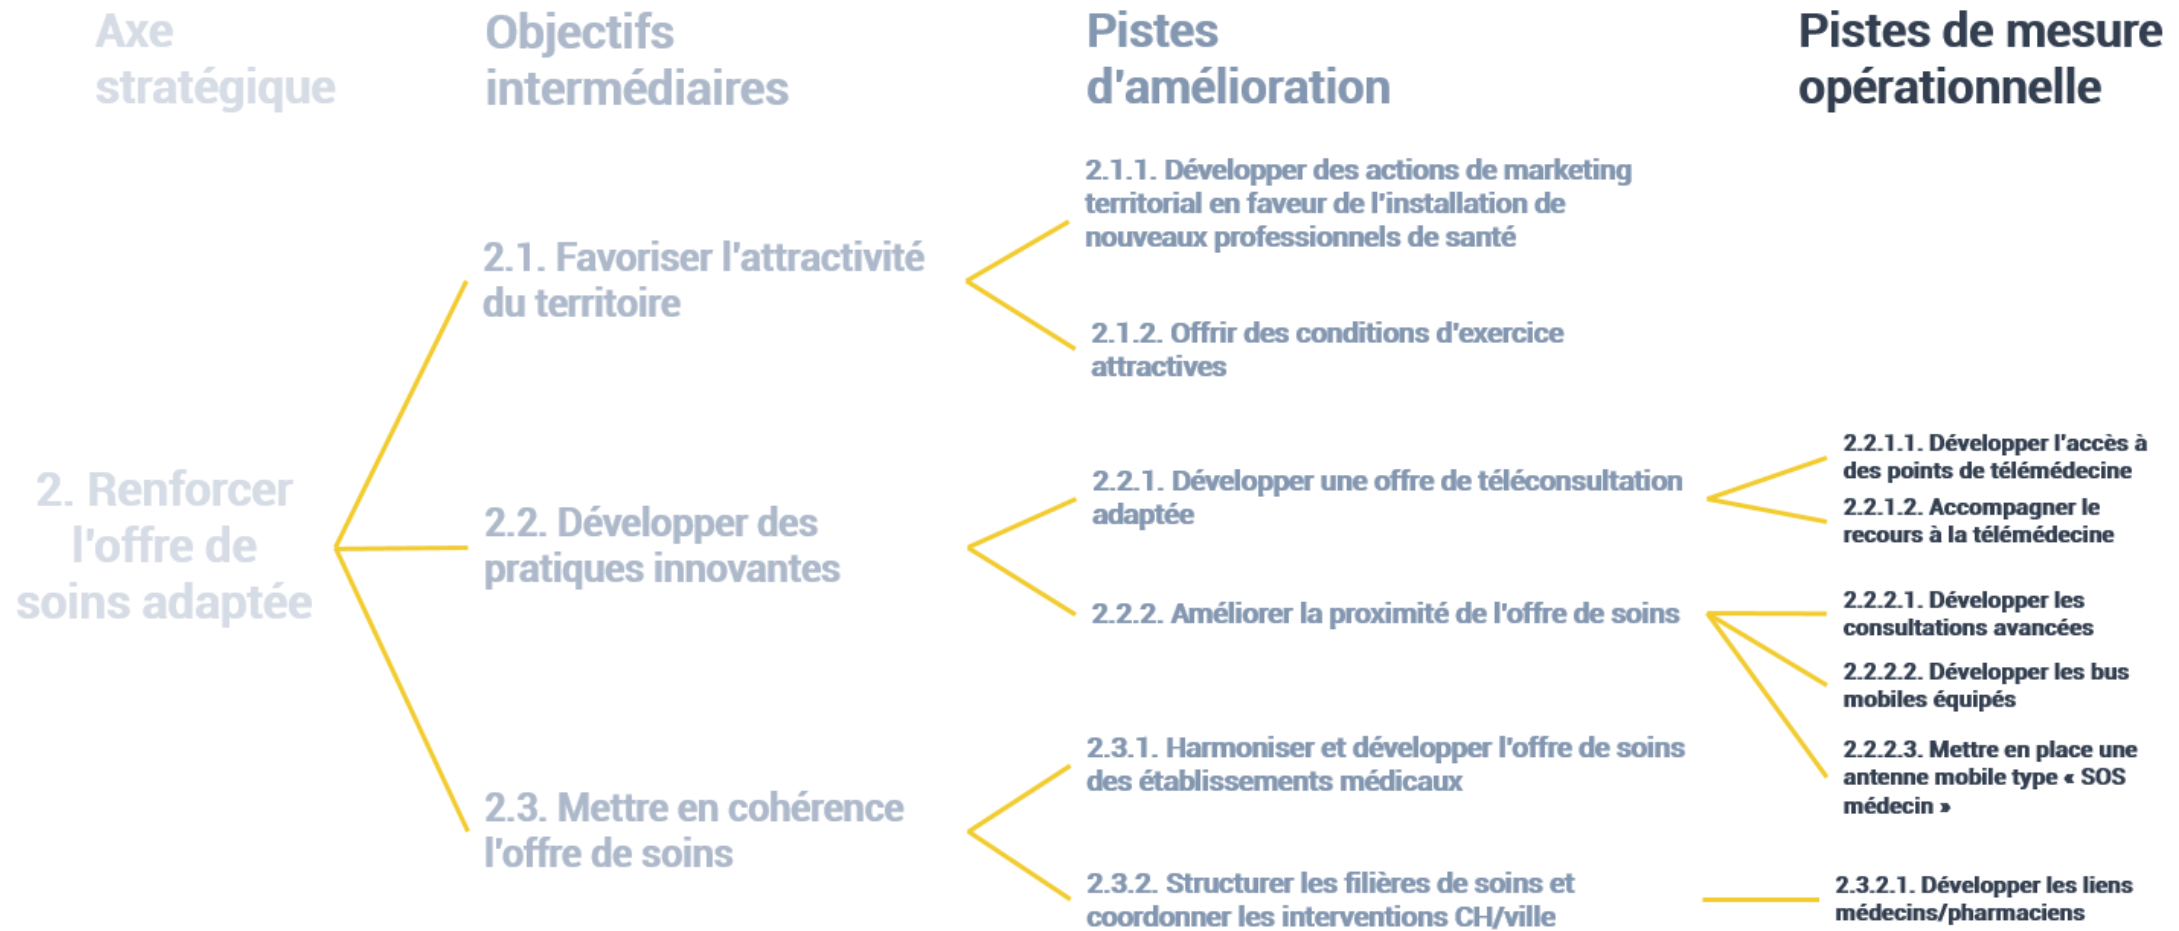 Axe
stratégique
Objectifs
intermédiaires
Pistes
d'amélioration
Pistes de mesure
opérationnelle
2. Renforcer
l'offre de
soins adaptée
2.1. Favoriser l'attractivité
du territoire
2.1.1. Développer des actions de marketing
territorial en faveur de l'installation de
nouveaux professionnels de santé
2.1.2. Offrir des conditions d'exercice
attractives
2.2. Développer des
pratiques innovantes
2.2.1. Développer une offre de téléconsultation
adaptée
2.2.1.1. Développer l'accès à
des points de télémédecine
2.2.1.2. Accompagner le
recours à la télémédecine
2.2.2. Améliorer la proximité de l'offre de soins
2.2.2.1. Développer les
consultations avancées
2.2.2.2. Développer les bus
mobiles équipés
2.2.2.3. Mettre en place une
antenne mobile type « SOS
médecin »
2.3. Mettre en cohérence
l'offre de soins
2.3.1. Harmoniser et développer l'offre de soins
des établissements médicaux
2.3.2. Structurer les filières de soins et
coordonner les interventions CH/ville
2.3.2.1. Développer les liens
médecins/pharmaciens